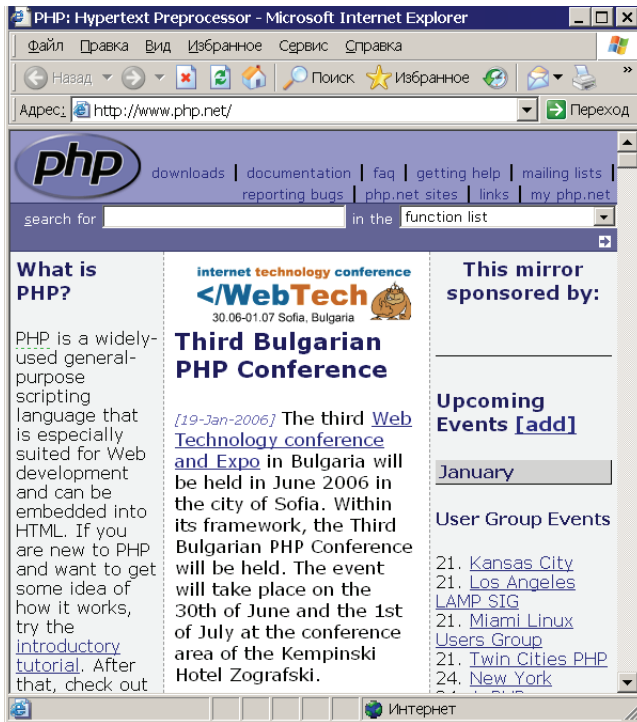 PHP: Hypertext Preprocessor - Microsoft Internet Explorer
Файл Правка Вид Избранное Сервис Справка
Назад Поиск Избранное »
Адрес: http://www.php.net/ Переход
php
downloads | documentation | faq | getting help | mailing lists |
reporting bugs | php.net sites | links | my php.net
search for in the function list
What is
PHP?
PHP is a widely-
used general-
purpose
scripting
language that
is especially
suited for Web
development
and can be
embedded into
HTML. If you
are new to PHP
and want to get
some idea of
how it works,
try the
introductory
tutorial. After
that, check out
internet technology conference
</WebTech
30.06-01.07 Sofia, Bulgaria
Third Bulgarian
PHP Conference
[19-Jan-2006] The third Web
Technology conference
and Expo in Bulgaria will
be held in June 2006 in
the city of Sofia. Within
its framework, the Third
Bulgarian PHP Conference
will be held. The event
will take place on the
30th of June and the 1st
of July at the conference
area of the Kempinski
Hotel Zografski.
This mirror
sponsored by:
Upcoming
Events [add]
January
User Group Events
21. Kansas City
21. Los Angeles
LAMP SIG
21. Miami Linux
Users Group
21. Twin Cities PHP
24. New York
Интернет